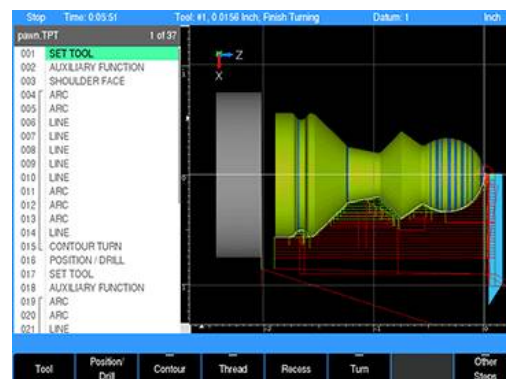 Stop Time: 0:05:51 Tool: #1, 0.0156 Inch, Finish Turning Datum: 1 Inch
pawn.TPT 1 of 37
001 SET TOOL
002 AUXILIARY FUNCTION
003 SHOULDER FACE
004 ARC
005 ARC
006 LINE
007 LINE
008 LINE
009 LINE
010 LINE
011 ARC
012 ARC
013 ARC
014 LINE
015 CONTOUR TURN
016 POSITION / DRILL
017 SET TOOL
018 AUXILIARY FUNCTION
019 ARC
020 ARC
021 LINE
Z
X
Tool Position/ Drill Contour Thread Recess Turn Other Steps